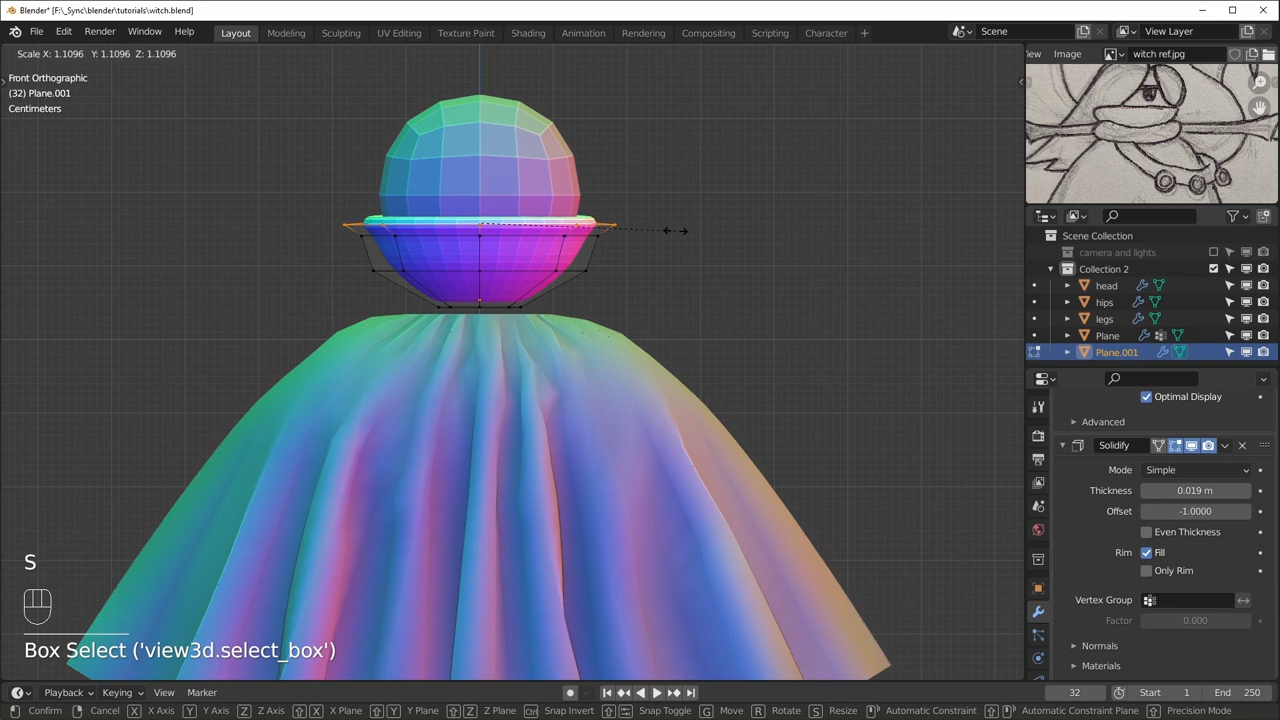 Blender* [F:\_Sync\blender\tutorials\witch.blend]
File Edit Render Window Help Layout Modeling Sculpting UV Editing Texture Paint Shading Animation Rendering Compositing Scripting Character + Scene View Layer
Scale X: 1.1096 Y: 1.1096 Z: 1.1096
iew Image witch ref.jpg
Front Orthographic
(32) Plane.001
Centimeters
Scene Collection
camera and lights
Collection 2
head
hips
legs
Plane
Plane.001
Optimal Display
Advanced
Solidify
Mode Simple
Thickness 0.019 m
Offset -1.0000
Even Thickness
Rim Fill
Only Rim
Vertex Group
Factor 0.000
Normals
Materials
S
Box Select ('view3d.select_box')
Playback Keying View Marker 32 Start 1 End 250
Confirm Cancel X X Axis Y Y Axis Z Z Axis X X Plane Y Y Plane Z Z Plane Ctrl Snap Invert Snap Toggle G Move R Rotate S Resize Automatic Constraint Automatic Constraint Plane Precision Mode